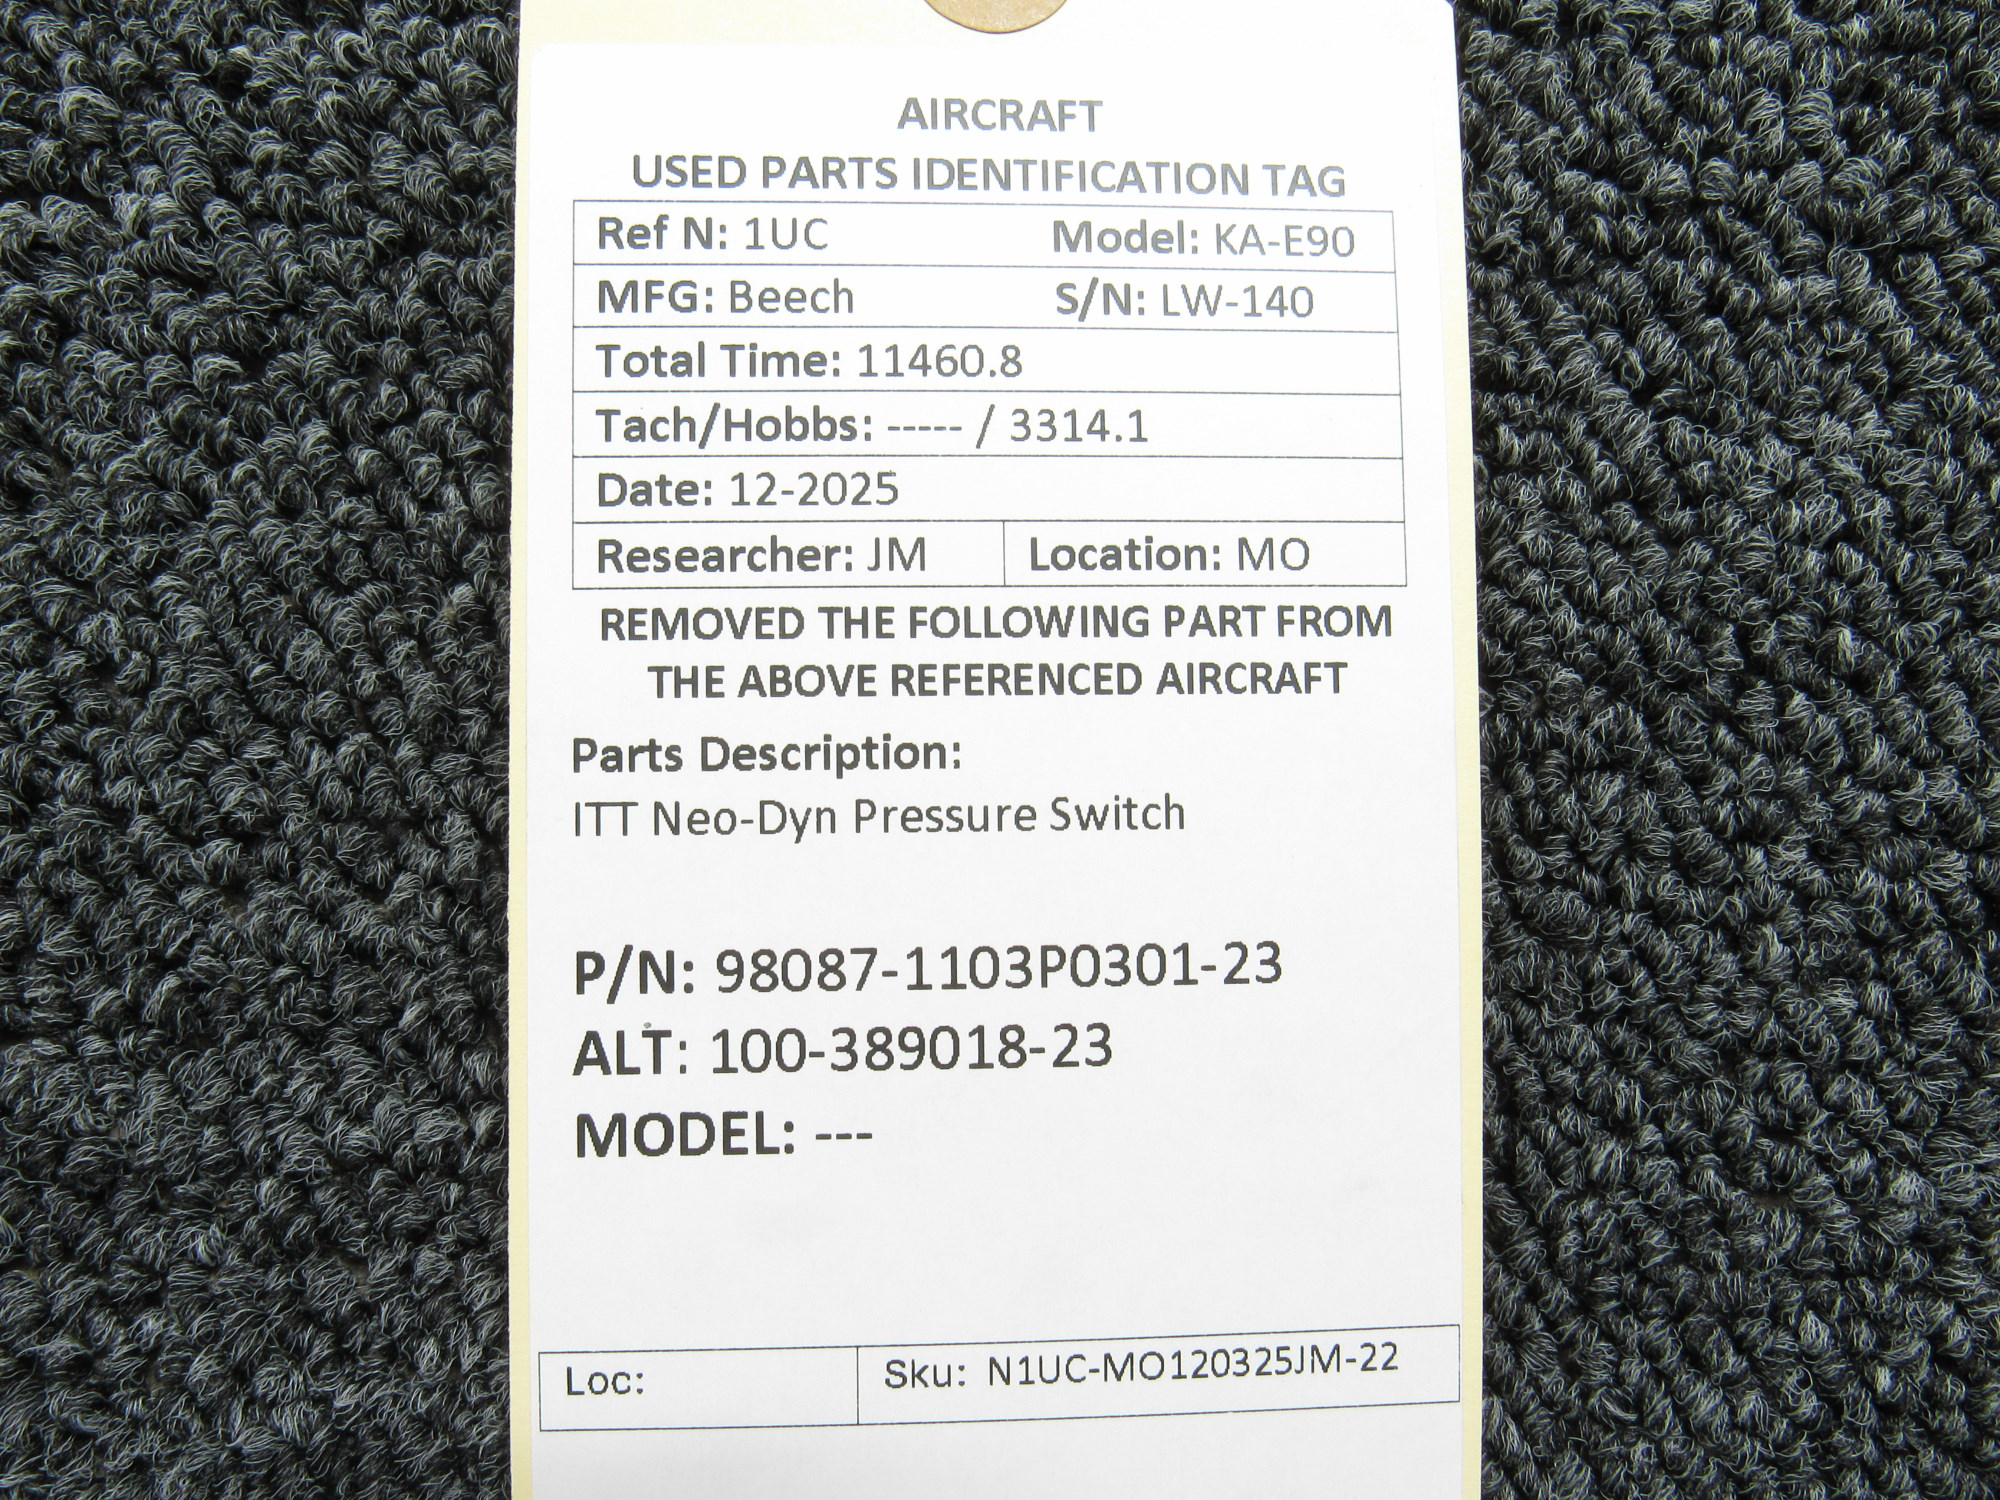 AIRCRAFT
USED PARTS IDENTIFICATION TAG
Ref N: 1UC Model: KA-E90
MFG: Beech S/N: LW-140
Total Time: 11460.8
Tach/Hobbs: ----- / 3314.1
Date: 12-2025
Researcher: JM Location: MO
REMOVED THE FOLLOWING PART FROM
THE ABOVE REFERENCED AIRCRAFT
Parts Description:
ITT Neo-Dyn Pressure Switch
P/N: 98087-1103P0301-23
ALT: 100-389018-23
MODEL: ---
Loc: Sku: N1UC-MO120325JM-22